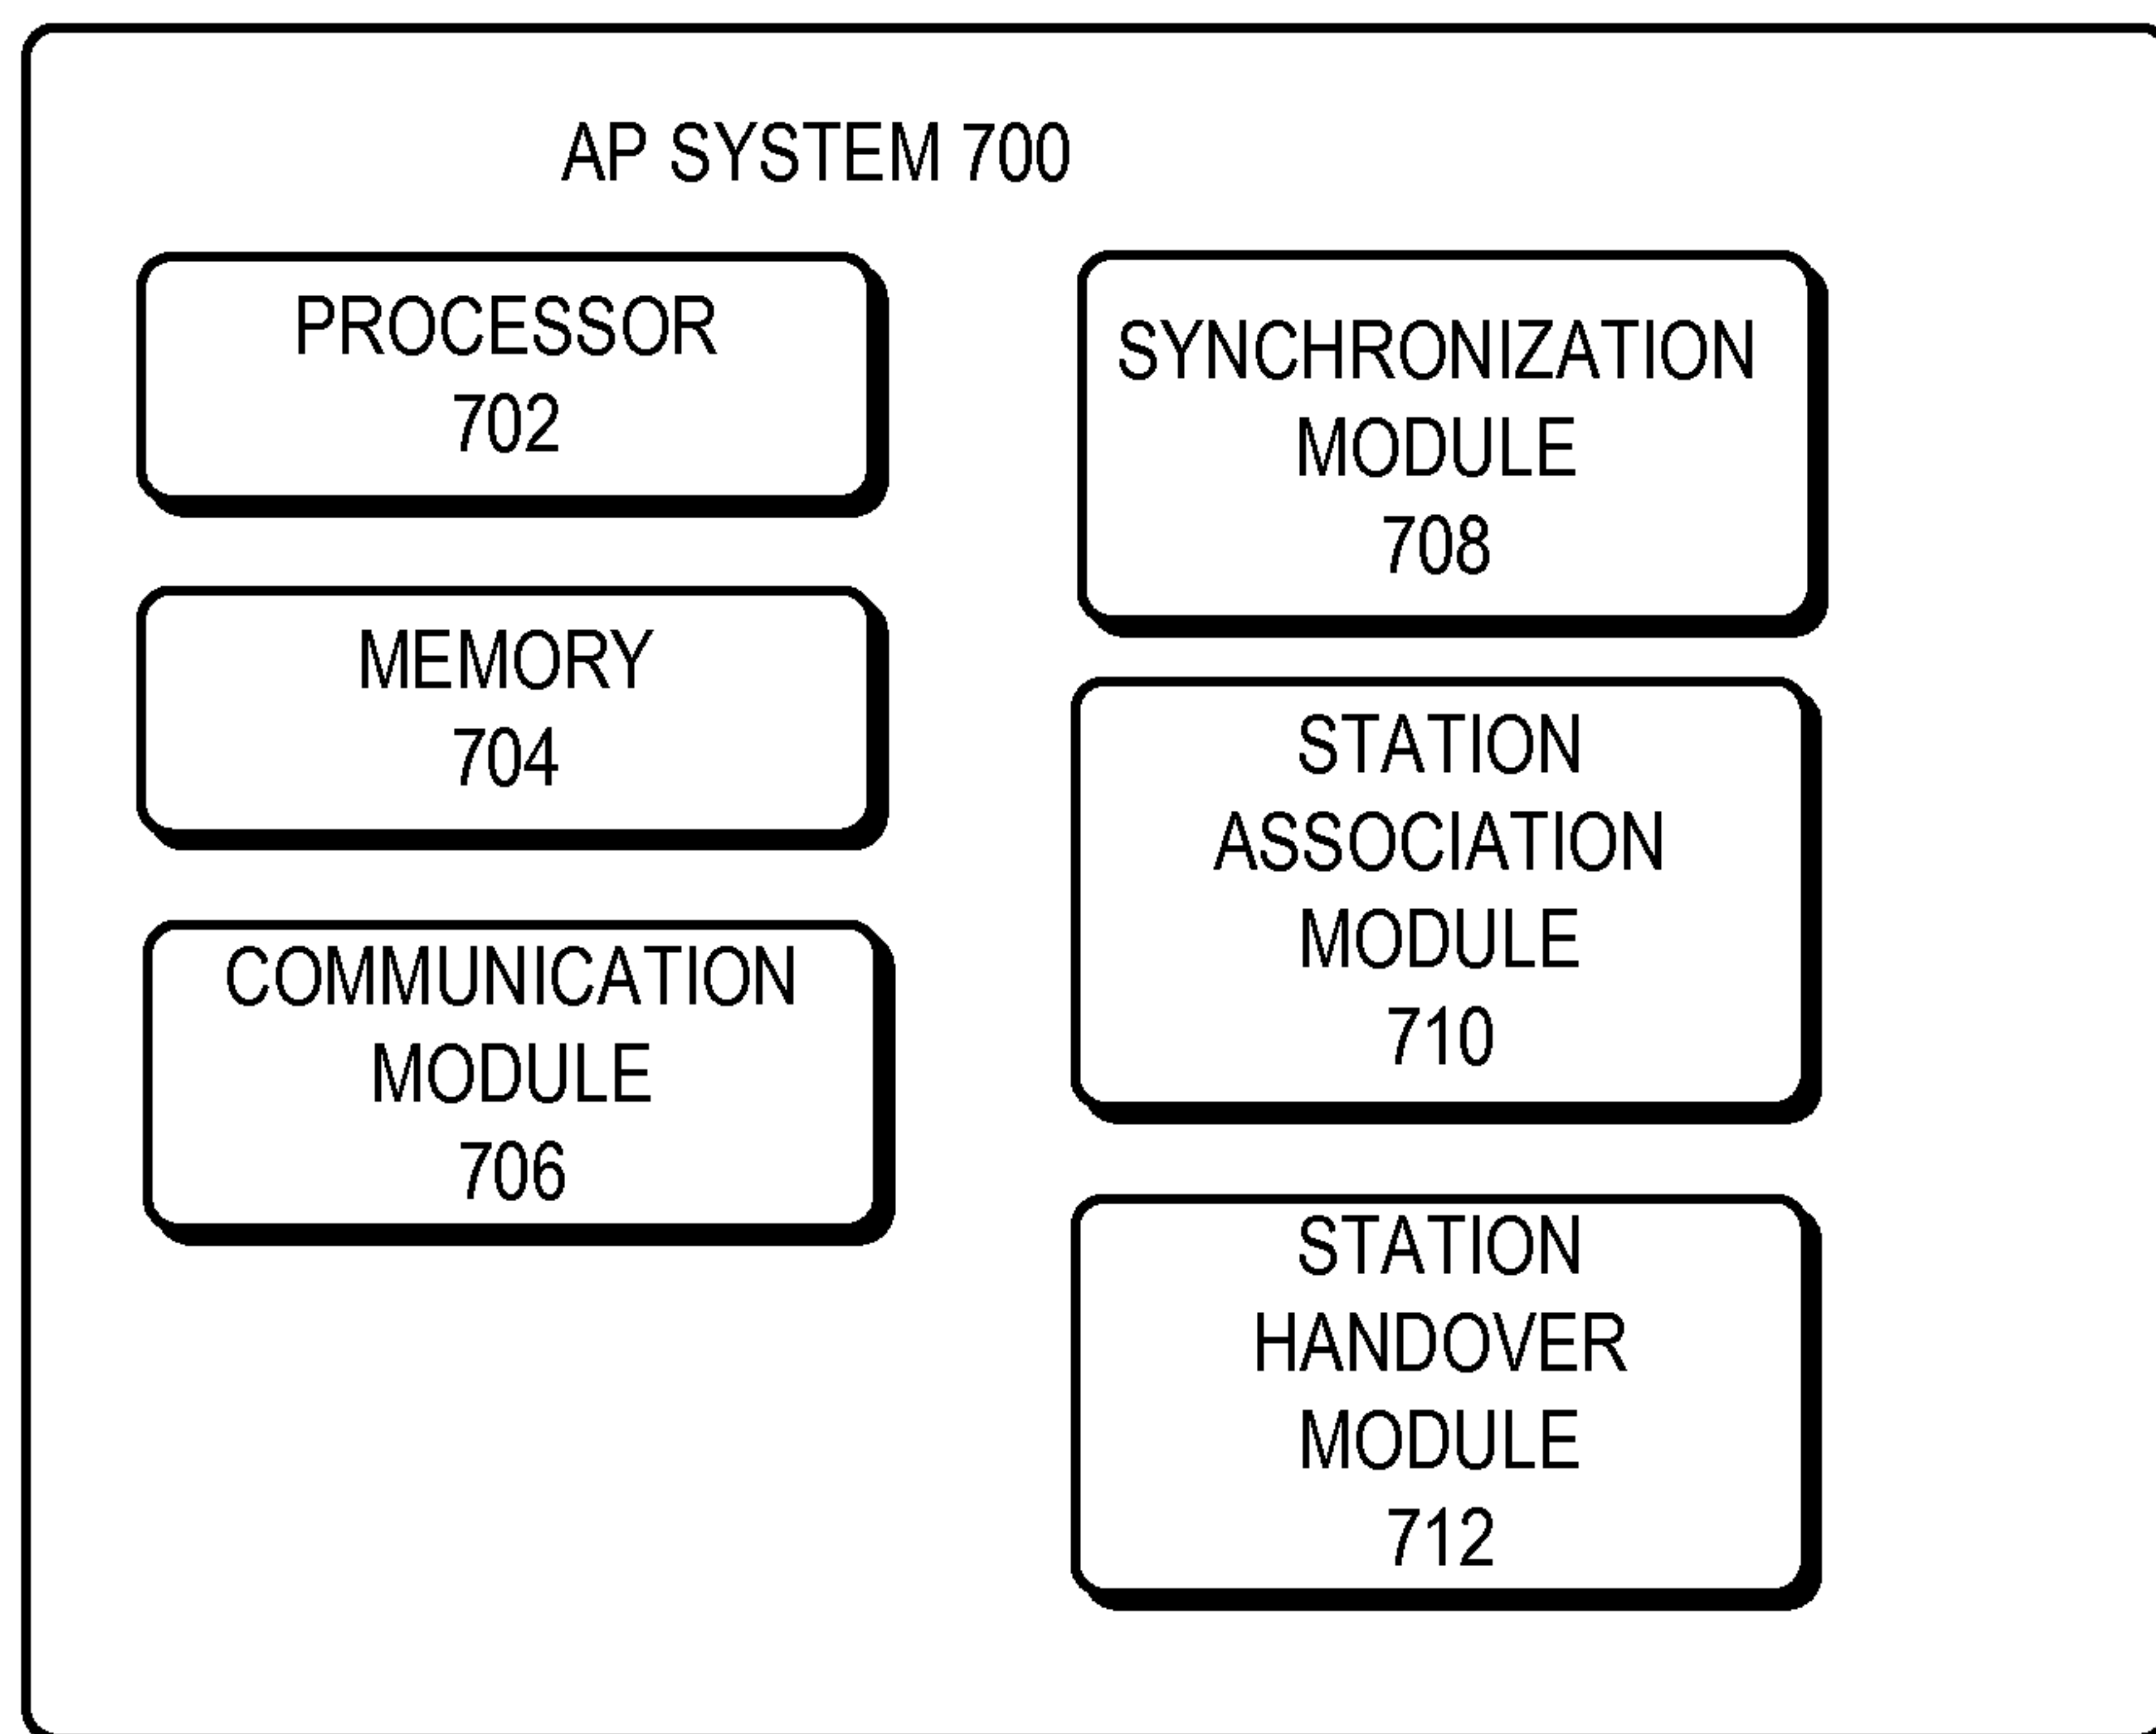 AP SYSTEM 700
PROCESSOR
702
MEMORY
704
COMMUNICATION
MODULE
706
SYNCHRONIZATION
MODULE
708
STATION
ASSOCIATION
MODULE
710
STATION
HANDOVER
MODULE
712